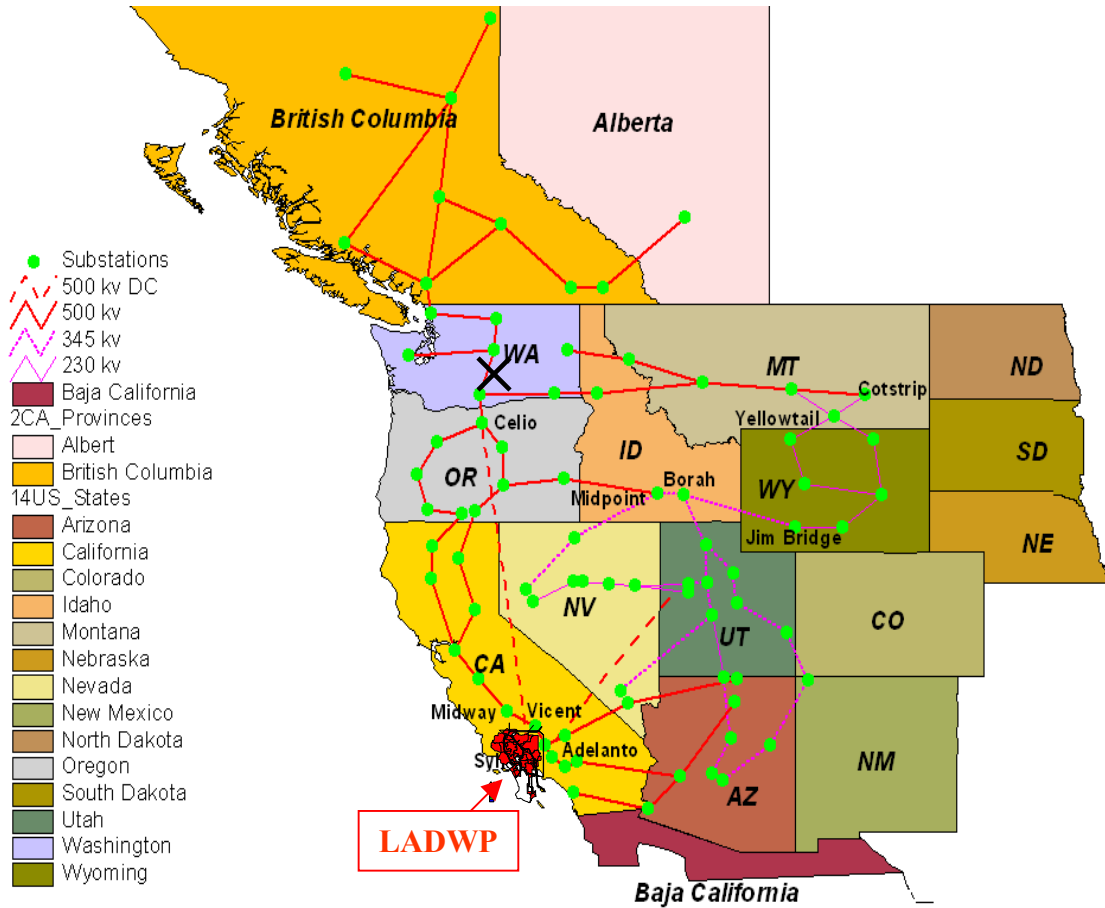 British Columbia
Alberta
Substations
500 kv DC
500 kv
345 kv
230 kv
Baja California
2CA_Provinces
Albert
British Columbia
14US_States
Arizona
California
Colorado
Idaho
Montana
Nebraska
Nevada
New Mexico
North Dakota
Oregon
South Dakota
Utah
Washington
Wyoming
WA
MT
ND
Cotstrip
Yellowtail
Celio
ID
SD
OR
Borah
WY
Midpoint
Jim Bridge
NE
NV
CO
UT
CA
Midway
Vicent
Adelanto
Syl
NM
AZ
LADWP
Baja California